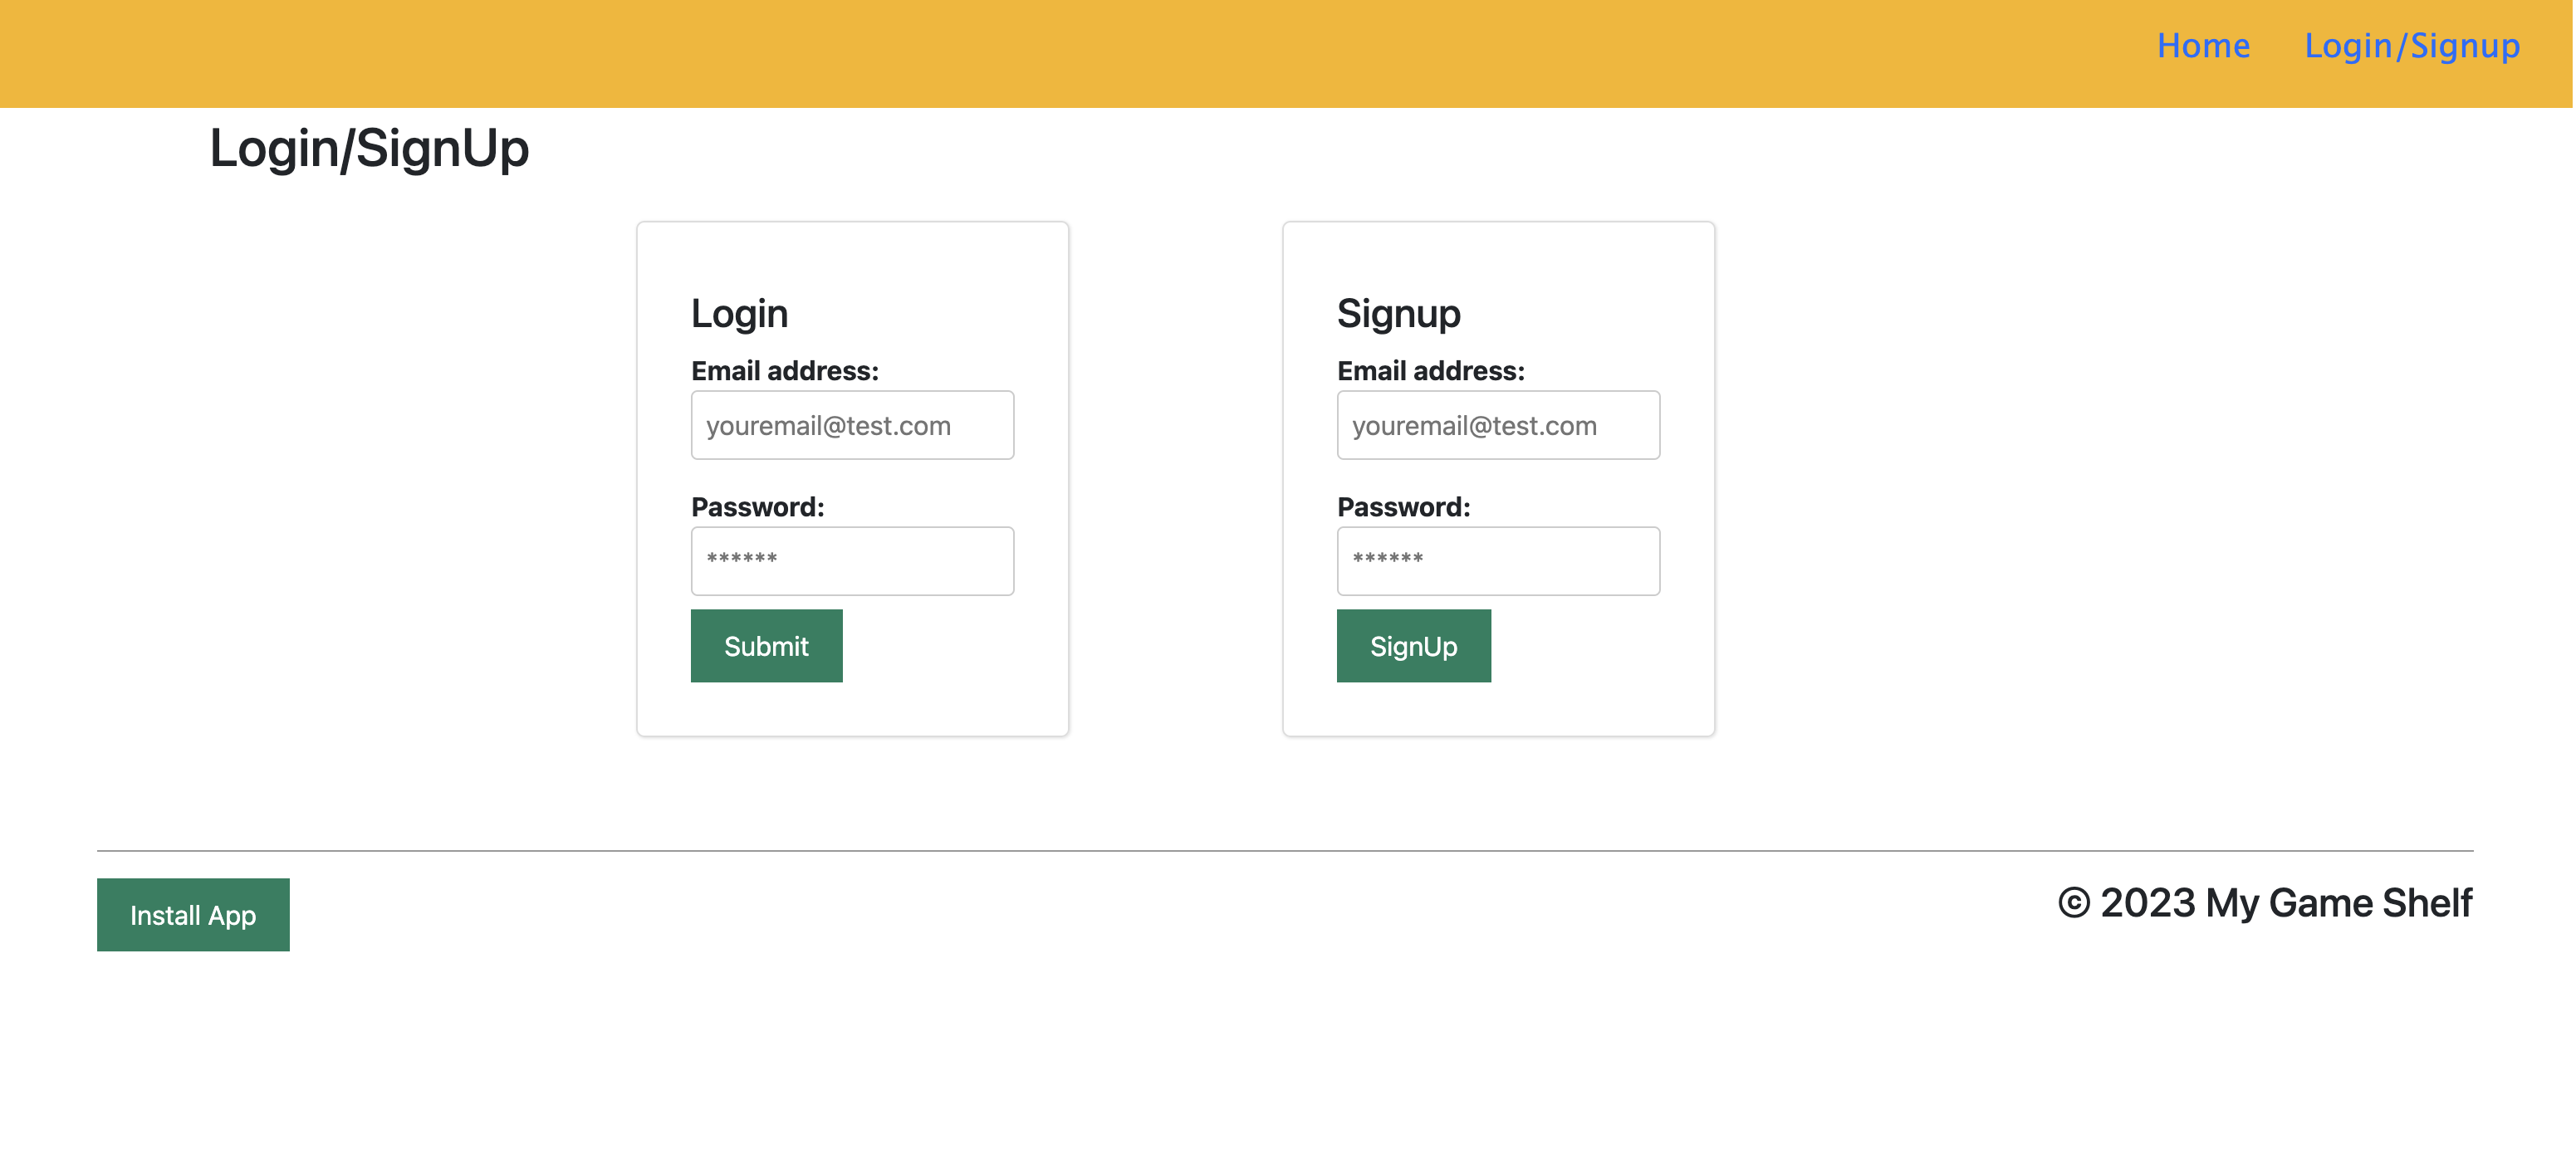 Home Login/Signup
Login/SignUp
Login
Email address:
youremail@test.com
Password:
******
Submit
Signup
Email address:
youremail@test.com
Password:
******
SignUp
Install App
© 2023 My Game Shelf